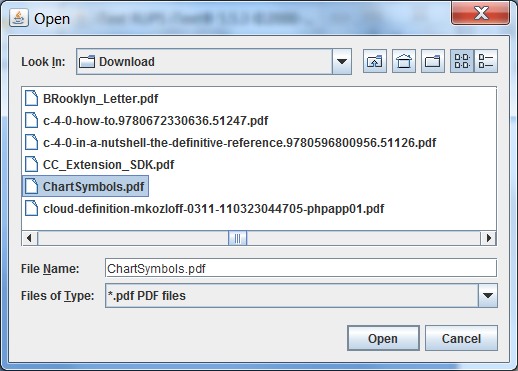 Open
Look In: Download
BRooklyn_Letter.pdf
c-4-0-how-to.9780672330636.51247.pdf
c-4-0-in-a-nutshell-the-definitive-reference.9780596800956.51126.pdf
CC_Extension_SDK.pdf
ChartSymbols.pdf
cloud-definition-mkozloff-0311-110323044705-phpapp01.pdf
File Name: ChartSymbols.pdf
Files of Type: *.pdf PDF files
Open Cancel